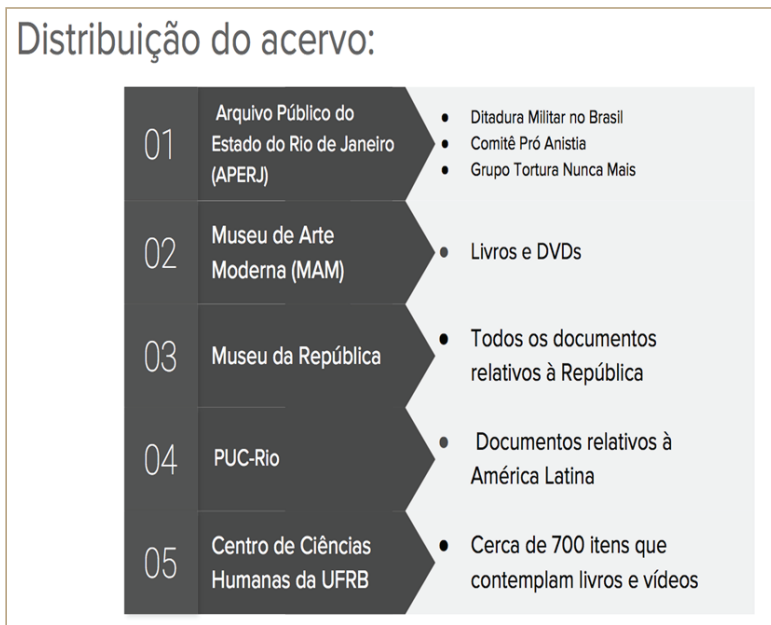 Distribuição do acervo:
01
Arquivo Público do
Estado do Rio de Janeiro
(APERJ)
• Ditadura Militar no Brasil
• Comitê Pró Anistia
• Grupo Tortura Nunca Mais
02
Museu de Arte
Moderna (MAM)
• Livros e DVDs
03
Museu da República
• Todos os documentos
relativos à República
04
PUC-Rio
• Documentos relativos à
América Latina
05
Centro de Ciências
Humanas da UFRB
• Cerca de 700 itens que
contemplam livros e vídeos